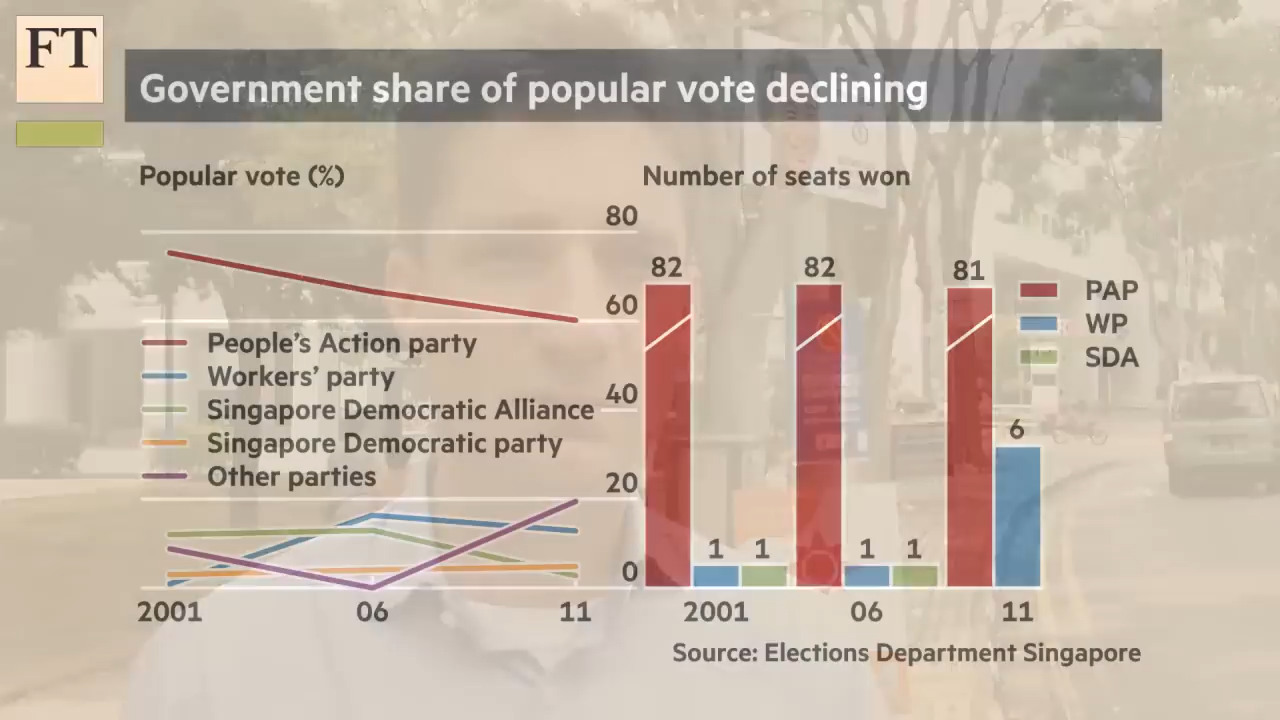 FT
Government share of popular vote declining
Popular vote (%)
80
60
40
20
0
People's Action party
Workers' party
Singapore Democratic Alliance
Singapore Democratic party
Other parties
2001 06 11
Number of seats won
82 82 81
6
1 1 1 1
PAP
WP
SDA
2001 06 11
Source: Elections Department Singapore